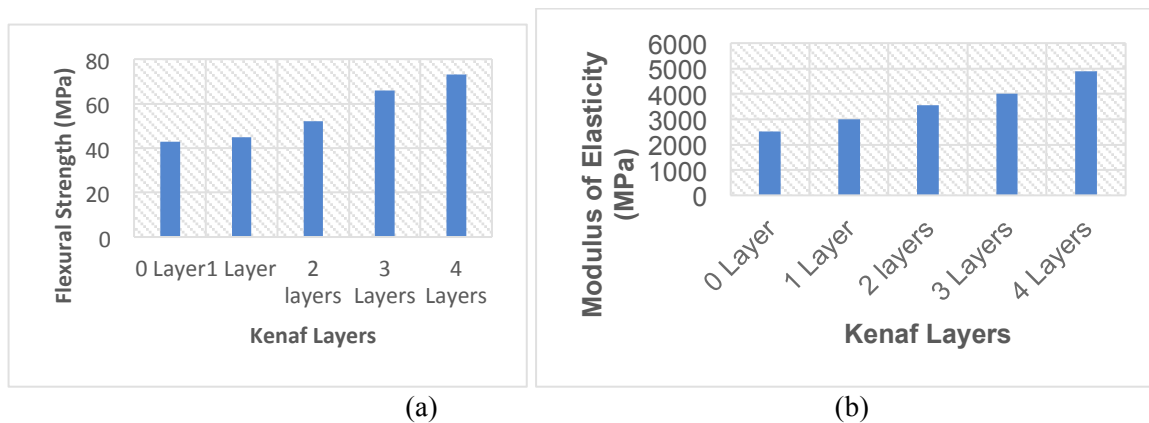 Flexural Strength (MPa)
80
60
40
20
0
0 Layer 1 Layer 2 layers 3 Layers 4 Layers
Kenaf Layers
(a)
Modulus of Elasticity (MPa)
6000
5000
4000
3000
2000
1000
0
0 Layer
1 Layer
2 layers
3 Layers
4 Layers
Kenaf Layers
(b)